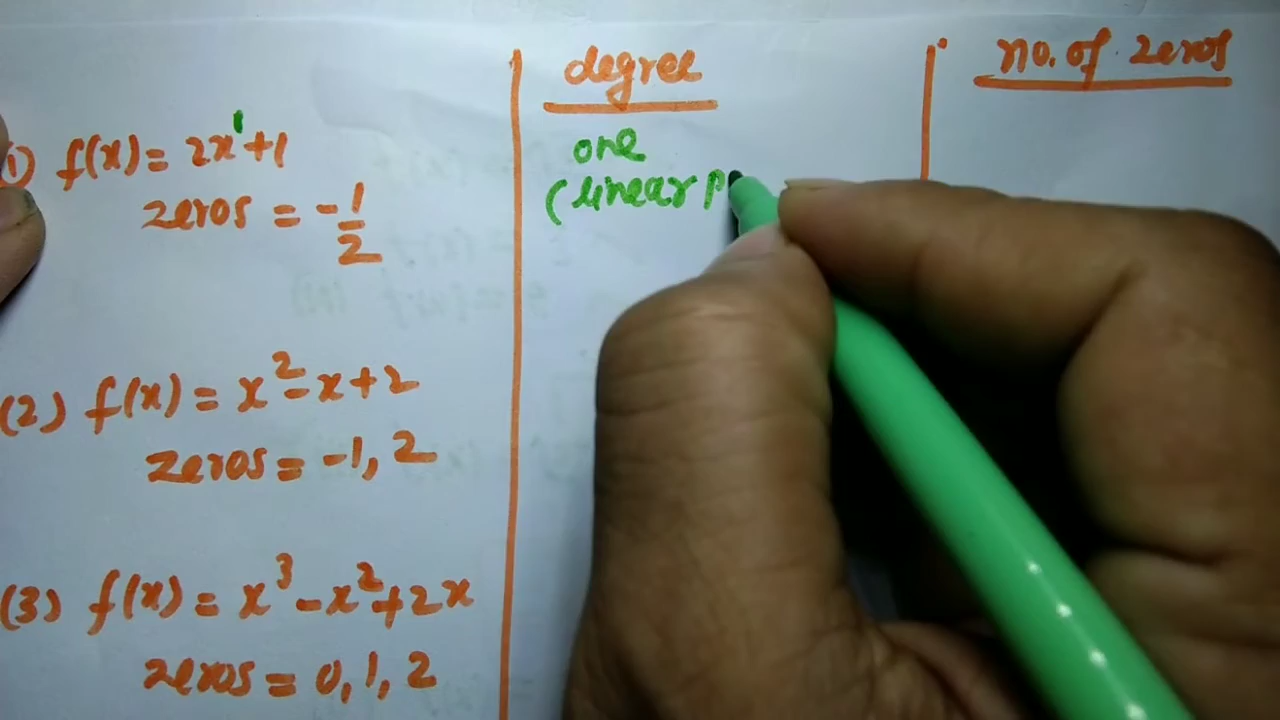 degree
no. of zeros
1) f(x) = 2x¹+1
zeros = -1/2
one
(linear P
(2) f(x) = x²-x+2
zeros = -1, 2
(3) f(x) = x³-x²+2x
zeros = 0, 1, 2